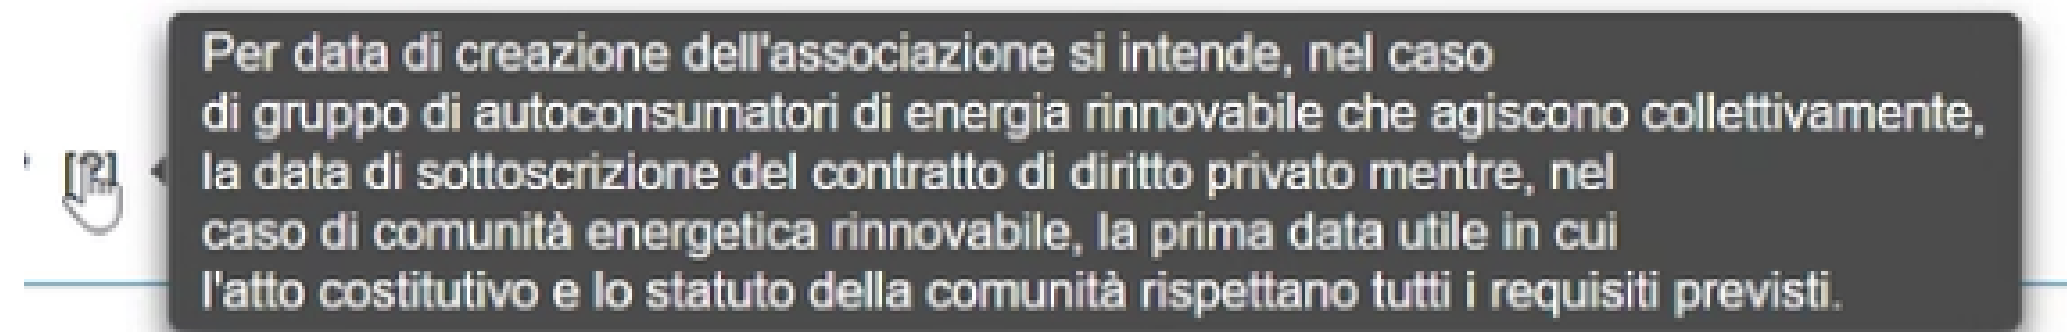 Per data di creazione dell'associazione si intende, nel caso
di gruppo di autoconsumatori di energia rinnovabile che agiscono collettivamente,
[?]
la data di sottoscrizione del contratto di diritto privato mentre, nel
caso di comunità energetica rinnovabile, la prima data utile in cui
l'atto costitutivo e lo statuto della comunità rispettano tutti i requisiti previsti.